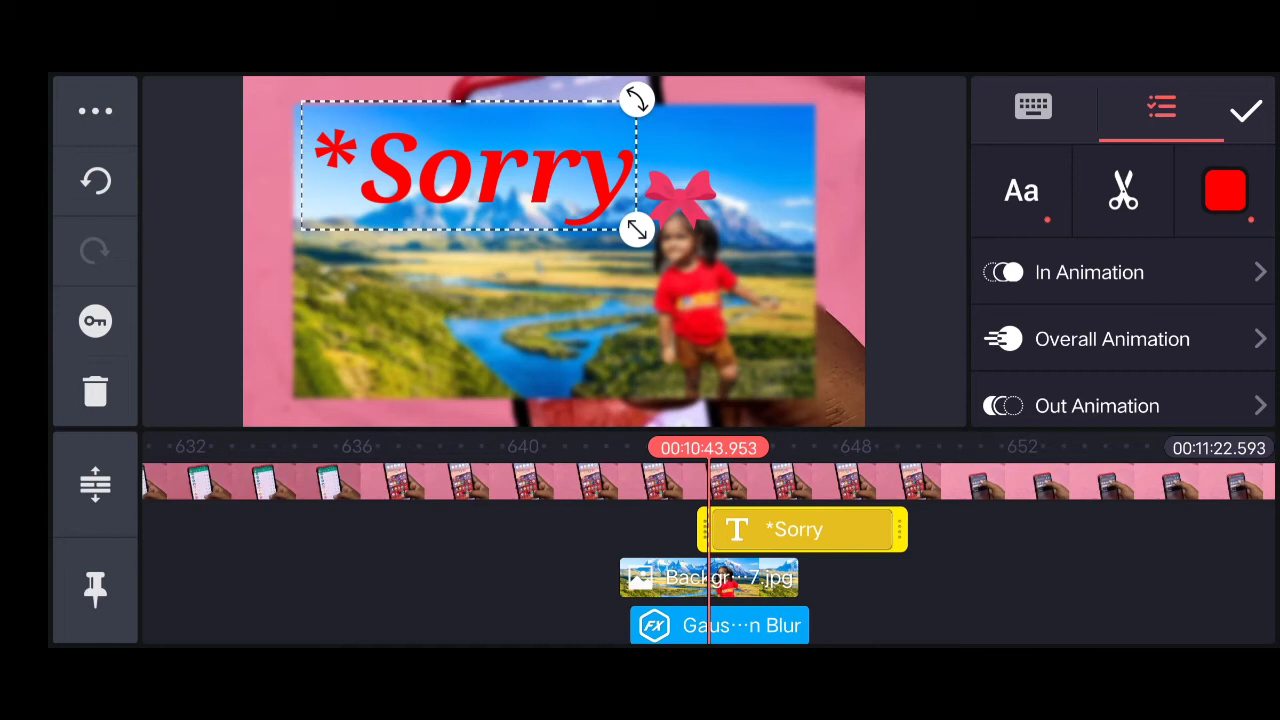 *Sorry
Aa
In Animation
Overall Animation
Out Animation
632
636
640
00:10:43.953
648
652
00:11:22.593
T *Sorry
Backgr…7.jpg
FX Gaus…n Blur